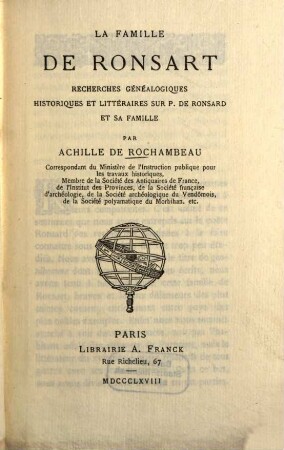 LA FAMILLE
DE RONSART
RECHERCHES GÉNÉALOGIQUES
HISTORIQUES ET LITTÉRAIRES SUR P. DE RONSARD
ET SA FAMILLE
PAR
ACHILLE DE ROCHAMBEAU
Correspondant du Ministère de l'Instruction publique pour
les travaux historiques,
Membre de la Société des Antiquaires de France,
de l'Institut des Provinces, de la Société française
d'archéologie, de la Société archéologique du Vendômois,
de la Société polymatique du Morbihan, etc.
PARIS
LIBRAIRIE A. FRANCK
Rue Richelieu, 67
MDCCCLXVIII